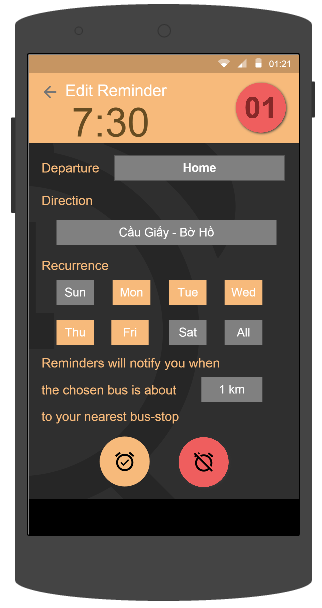 01:21
Edit Reminder
7:30
01
Departure Home
Direction
Cầu Giấy - Bờ Hồ
Recurrence
Sun Mon Tue Wed
Thu Fri Sat All
Reminders will notify you when
the chosen bus is about 1 km
to your nearest bus-stop